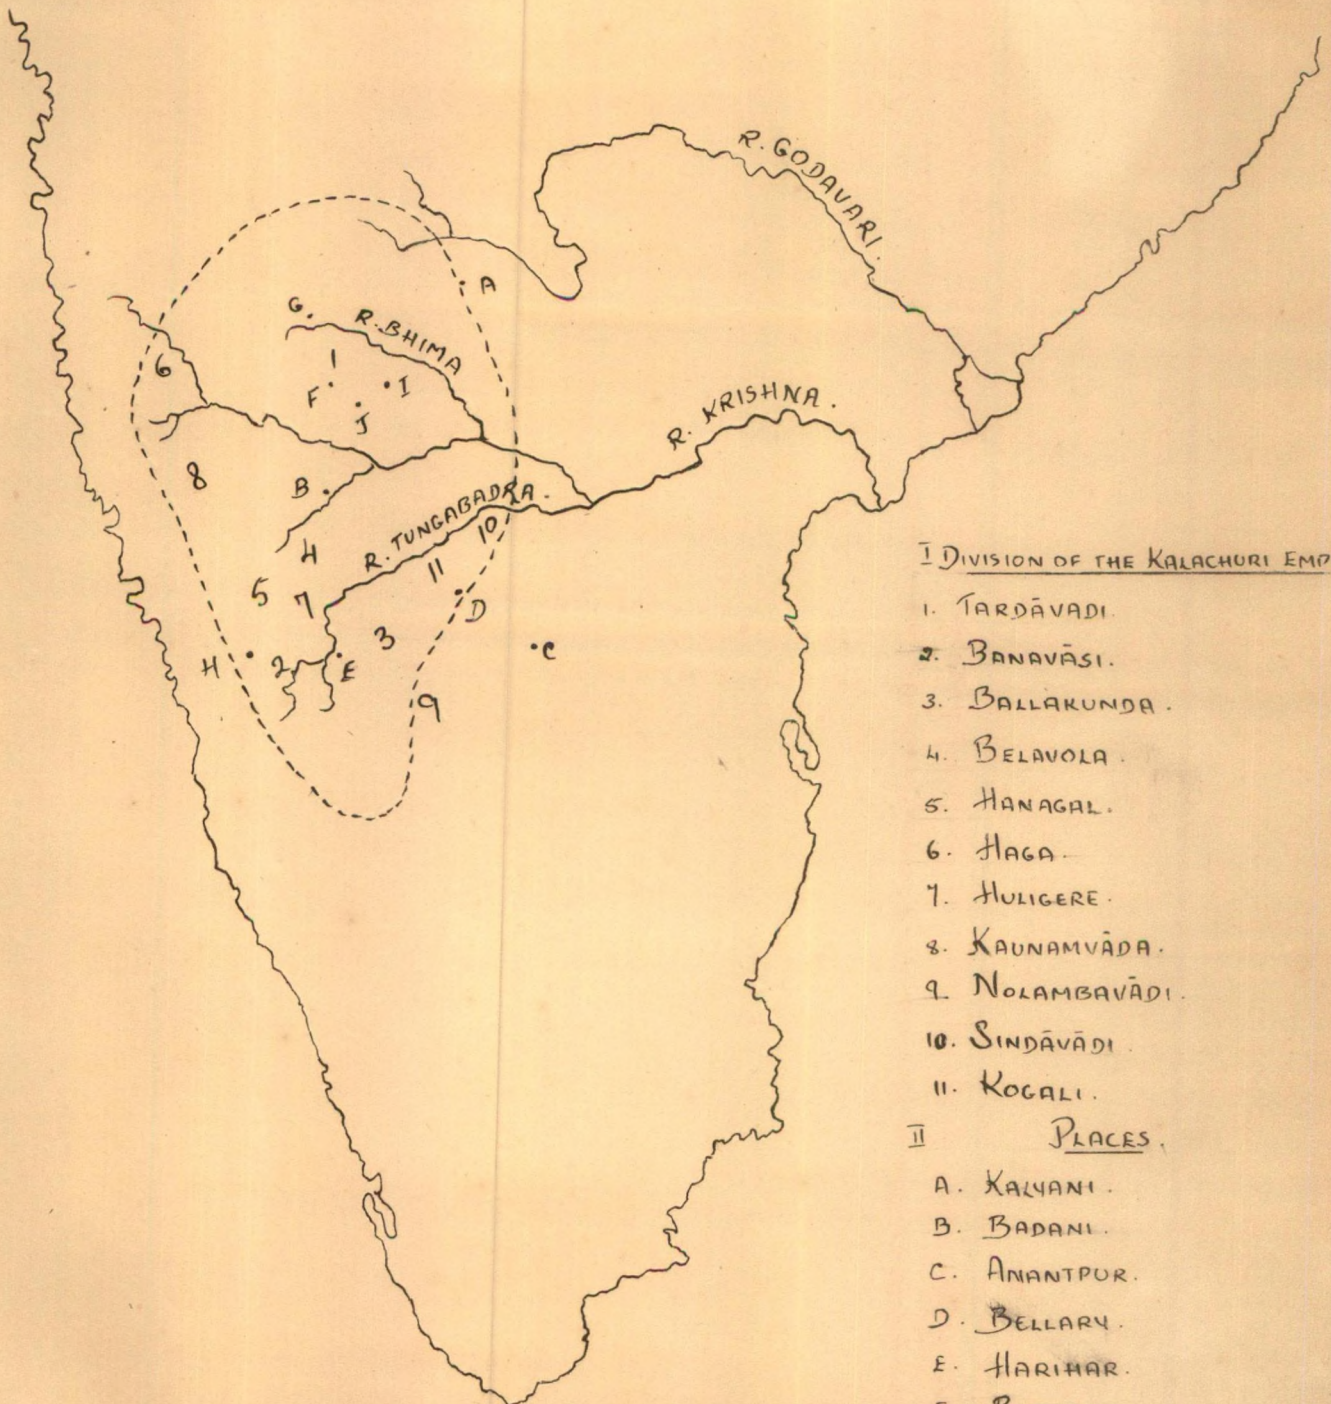 R. GODAVARI.
A
G.
R. BHIMA
1
6
F
I
J
R. KRISHNA.
8
B
R. TUNGABADRA.
10
4
11
5
7
D
3
H
2
E
C
9
I DIVISION OF THE KALACHURI EMP
1. TARDĀVADI.
2. BANAVĀSI.
3. BALLAKUNDA.
4. BELAVOLA.
5. HANAGAL.
6. HAGA.
7. HULIGERE.
8. KAUNAMVĀDA.
9. NOLAMBAVĀDI.
10. SINDĀVĀDI
11. KOGALI.
II PLACES.
A. KALYANI.
B. BADANI.
C. ANANTPUR.
D. BELLARY.
E. HARIHAR.